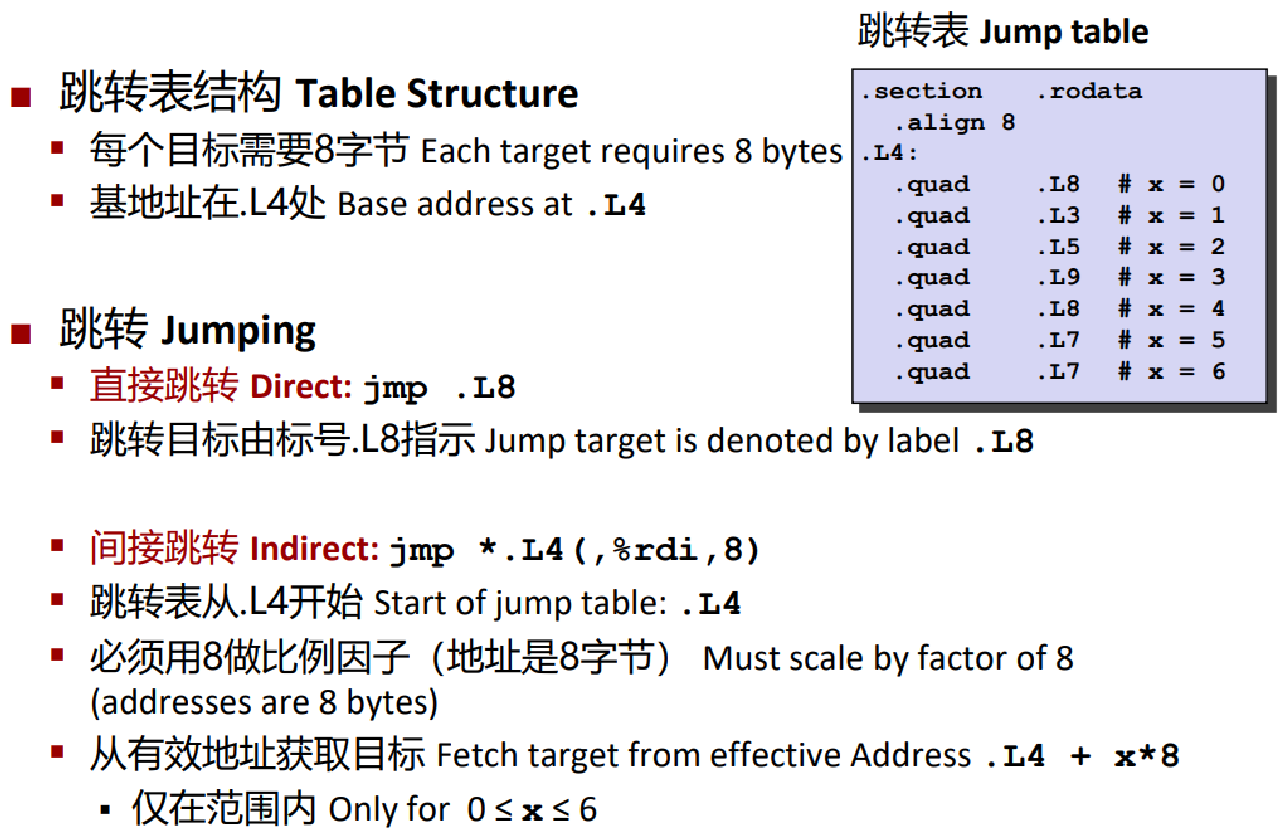 跳转表结构 Table Structure
每个目标需要8字节 Each target requires 8 bytes
基地址在.L4处 Base address at .L4
跳转 Jumping
直接跳转 Direct: jmp .L8
跳转目标由标号.L8指示 Jump target is denoted by label .L8
间接跳转 Indirect: jmp *.L4(,%rdi,8)
跳转表从.L4开始 Start of jump table: .L4
必须用8做比例因子（地址是8字节） Must scale by factor of 8
(addresses are 8 bytes)
从有效地址获取目标 Fetch target from effective Address .L4 + x*8
仅在范围内 Only for 0 ≤ x ≤ 6
跳转表 Jump table
.section .rodata
.align 8
.L4:
.quad .L8 # x = 0
.quad .L3 # x = 1
.quad .L5 # x = 2
.quad .L9 # x = 3
.quad .L8 # x = 4
.quad .L7 # x = 5
.quad .L7 # x = 6